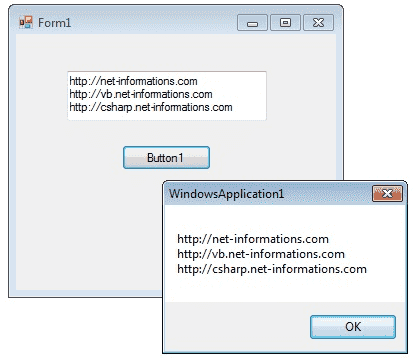 Form1
http://net-informations.com
http://vb.net-informations.com
http://csharp.net-informations.com
Button1
WindowsApplication1
http://net-informations.com
http://vb.net-informations.com
http://csharp.net-informations.com
OK